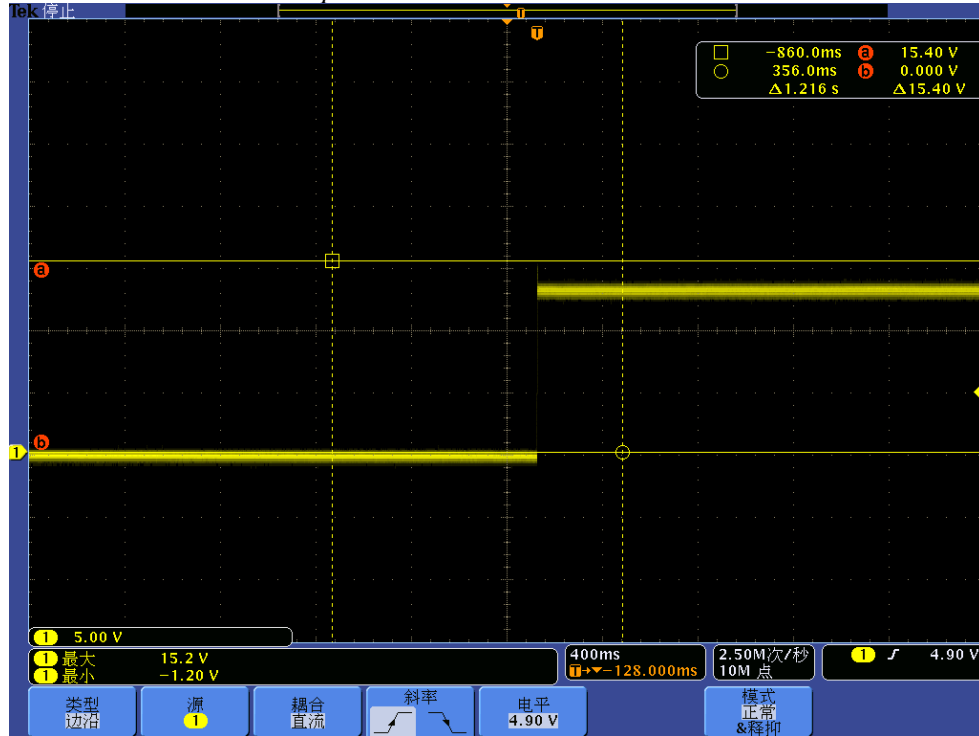 Tek 停止
T
T
−860.0ms a 15.40 V
356.0ms b 0.000 V
Δ1.216 s Δ15.40 V
a
b
1
1 5.00 V
1 最大 15.2 V
1 最小 −1.20 V
400ms
T→▼−128.000ms
2.50M次/秒
10M 点
1 4.90 V
类型
边沿
源
1
耦合
直流
斜率
电平
4.90 V
模式
正常
&释抑